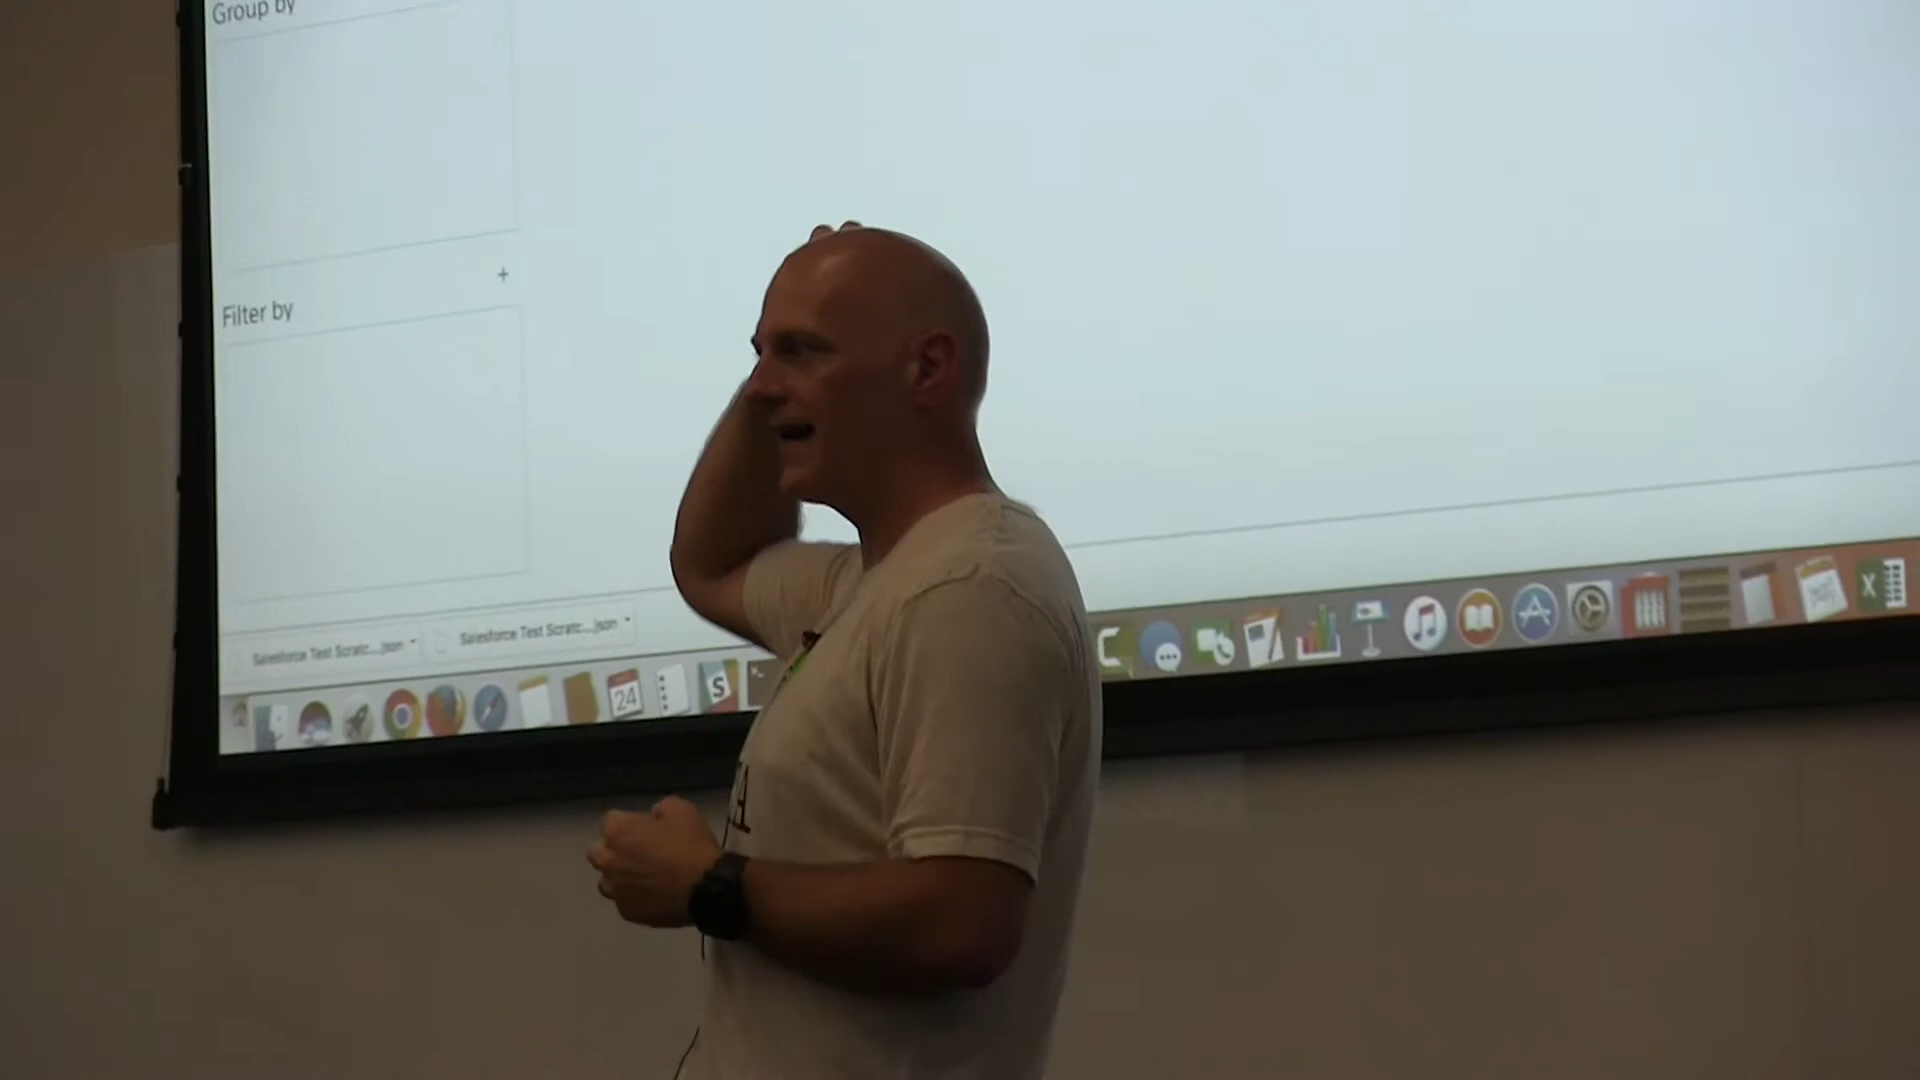 Group by
+
Filter by
Salesforce Test Scratc...json
Salesforce Test Scratc...json
24
S
X
A